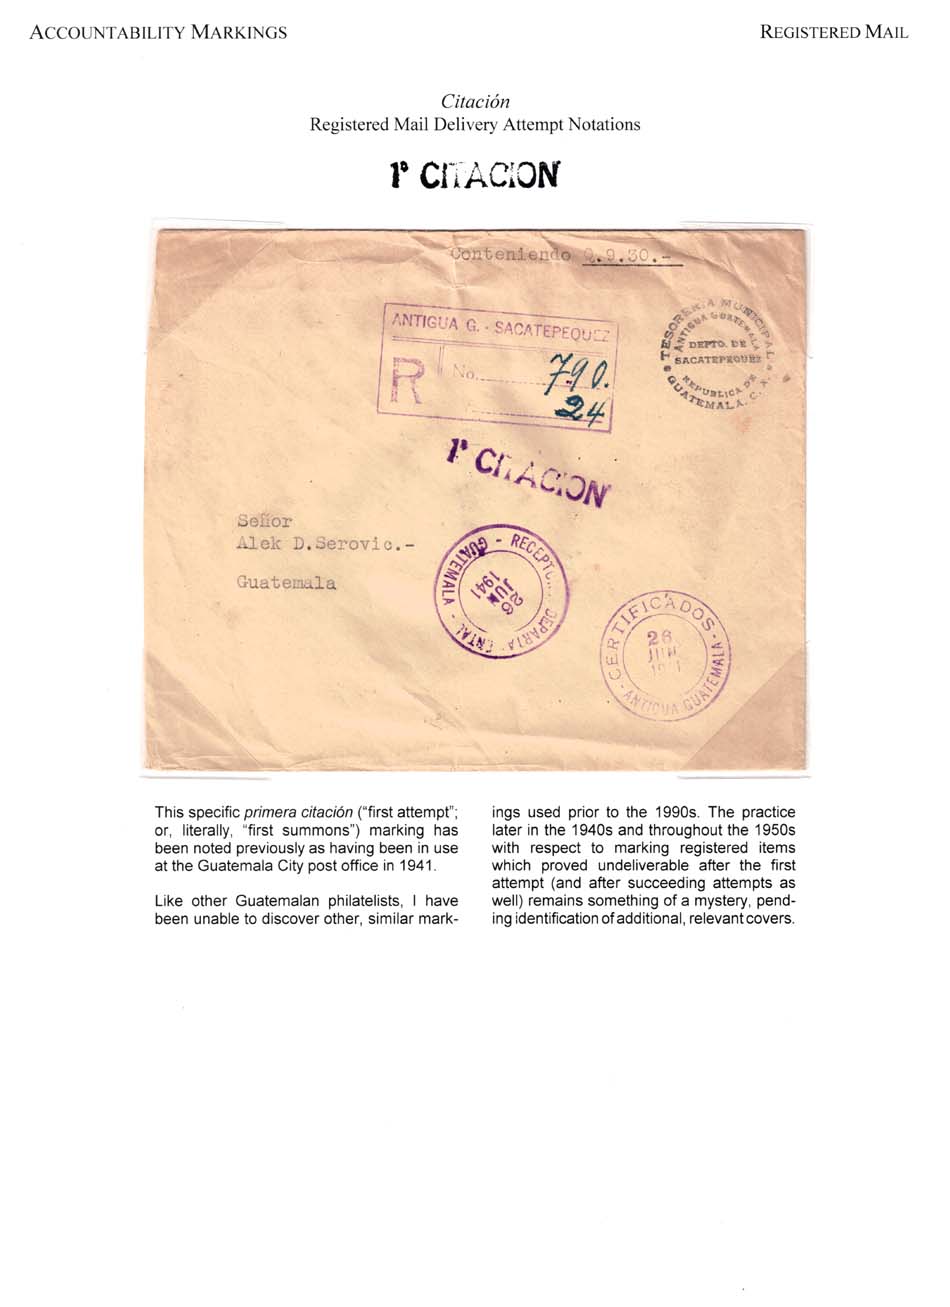 ACCOUNTABILITY MARKINGS
REGISTERED MAIL
Citación
Registered Mail Delivery Attempt Notations
1ª CITACION
Conteniendo Q.9.30.-
ANTIGUA G. - SACATEPEQUEZ
R No. 790.
24
TESORERIA MUNICIPAL
ANTIGUA GUATEMALA
DEPTO. DE
SACATEPEQUEZ
REPUBLICA DE
GUATEMALA. C. A.
1ª CITACION
Señor
Alek D.Serovic.-
Guatemala
GUATEMALA - RECEPTORIA DEPARTAMENTAL -
26
JUN
1941
CERTIFICADOS
26
JUN
1941
- ANTIGUA GUATEMALA -
This specific primera citación (“first attempt”;
or, literally, “first summons”) marking has
been noted previously as having been in use
at the Guatemala City post office in 1941.
Like other Guatemalan philatelists, I have
been unable to discover other, similar mark-
ings used prior to the 1990s. The practice
later in the 1940s and throughout the 1950s
with respect to marking registered items
which proved undeliverable after the first
attempt (and after succeeding attempts as
well) remains something of a mystery, pend-
ing identification of additional, relevant covers.